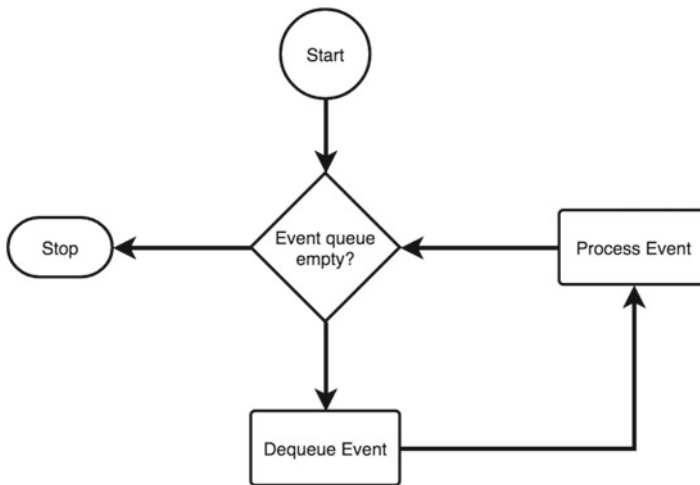 Start
Event queue
empty?
Stop
Process Event
Dequeue Event